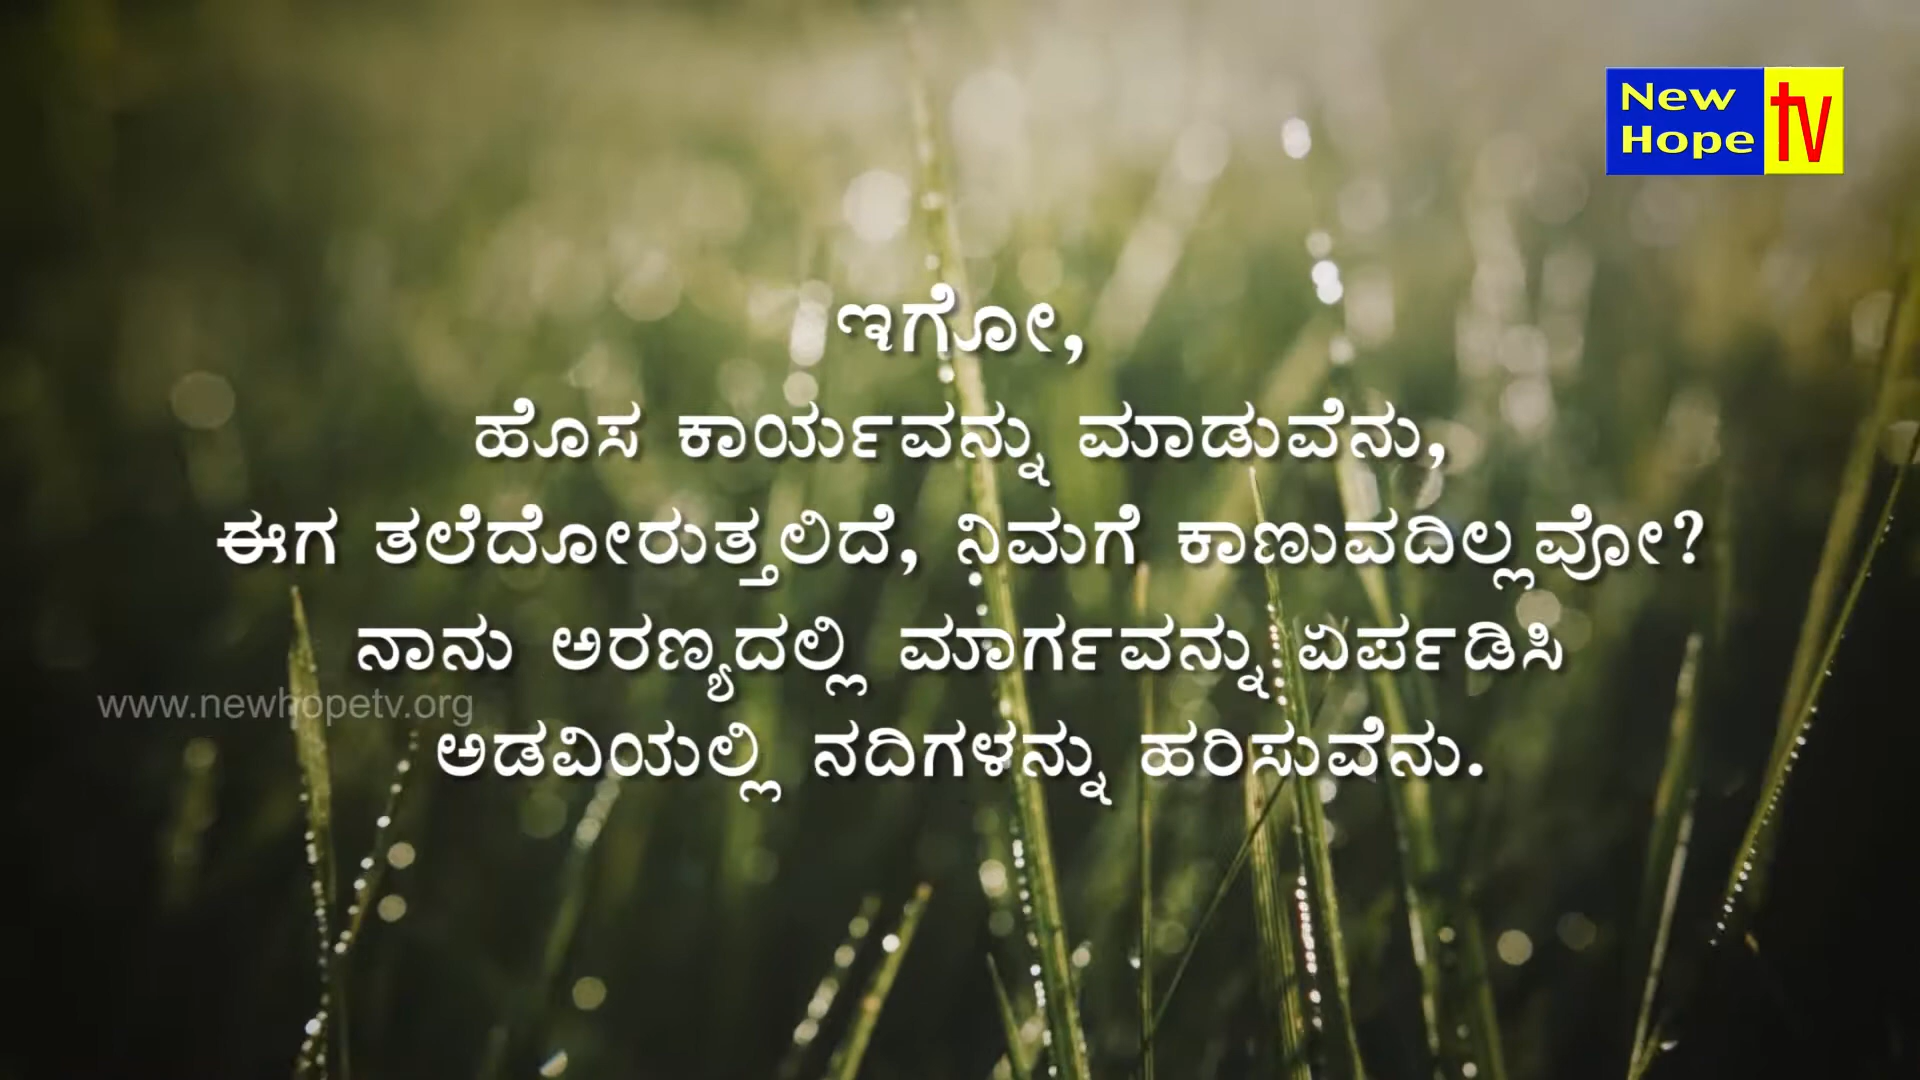 New
Hope
tv
ಇಗೋ,
ಹೊಸ ಕಾರ್ಯವನ್ನು ಮಾಡುವೆನು,
ಈಗ ತಲೆದೋರುತ್ತಲಿದೆ, ನಿಮಗೆ ಕಾಣುವದಿಲ್ಲವೋ?
ನಾನು ಅರಣ್ಯದಲ್ಲಿ ಮಾರ್ಗವನ್ನು ಏರ್ಪಡಿಸಿ
www.newhopetv.org
ಅಡವಿಯಲ್ಲಿ ನದಿಗಳನ್ನು ಹರಿಸುವೆನು.